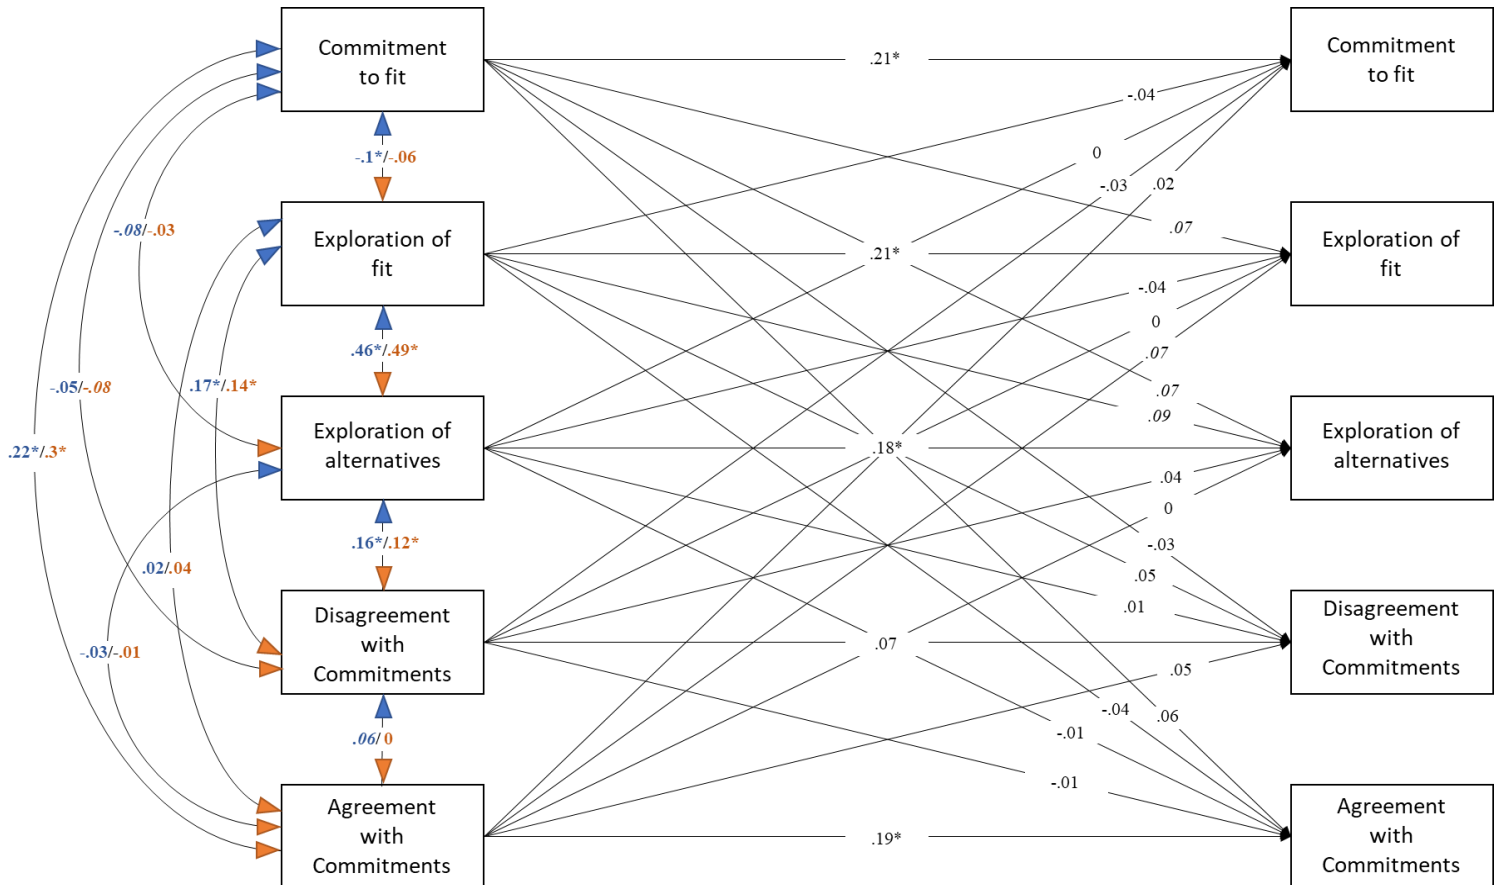 Commitment
to fit
.21*
Commitment
to fit
-.04
-.1*/-.06
0
-.03
.02
-.08/-.03
Exploration of
fit
.21*
.07
Exploration of
fit
-.04
0
.46*/.49*
.07
-.05/-.08
.17*/.14*
.07
.09
.22*/.3*
Exploration of
alternatives
.18*
Exploration of
alternatives
.04
0
.16*/.12*
-.03
.02/.04
.05
.01
-.03/-.01
Disagreement
with
Commitments
.07
Disagreement
with
Commitments
.05
.06/0
-.04
.06
-.01
-.01
Agreement
with
Commitments
.19*
Agreement
with
Commitments